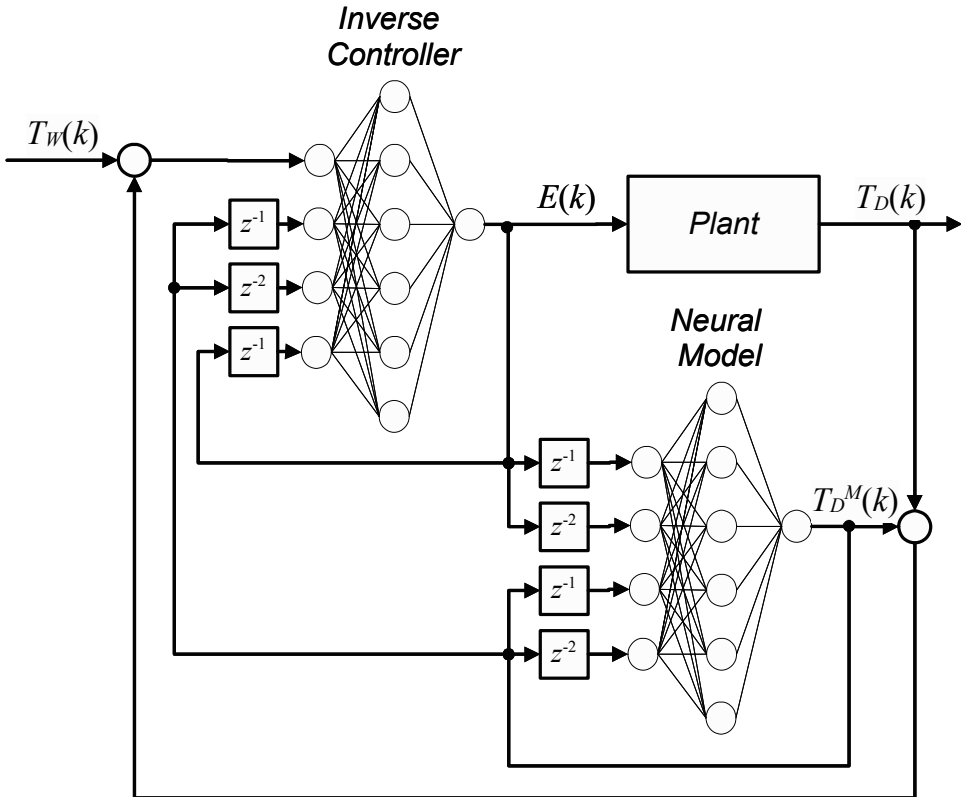 Inverse
Controller
T_W(k)
E(k)
Plant
T_D(k)
z⁻¹
z⁻²
z⁻¹
Neural
Model
z⁻¹
z⁻²
z⁻¹
z⁻²
T_D^M(k)